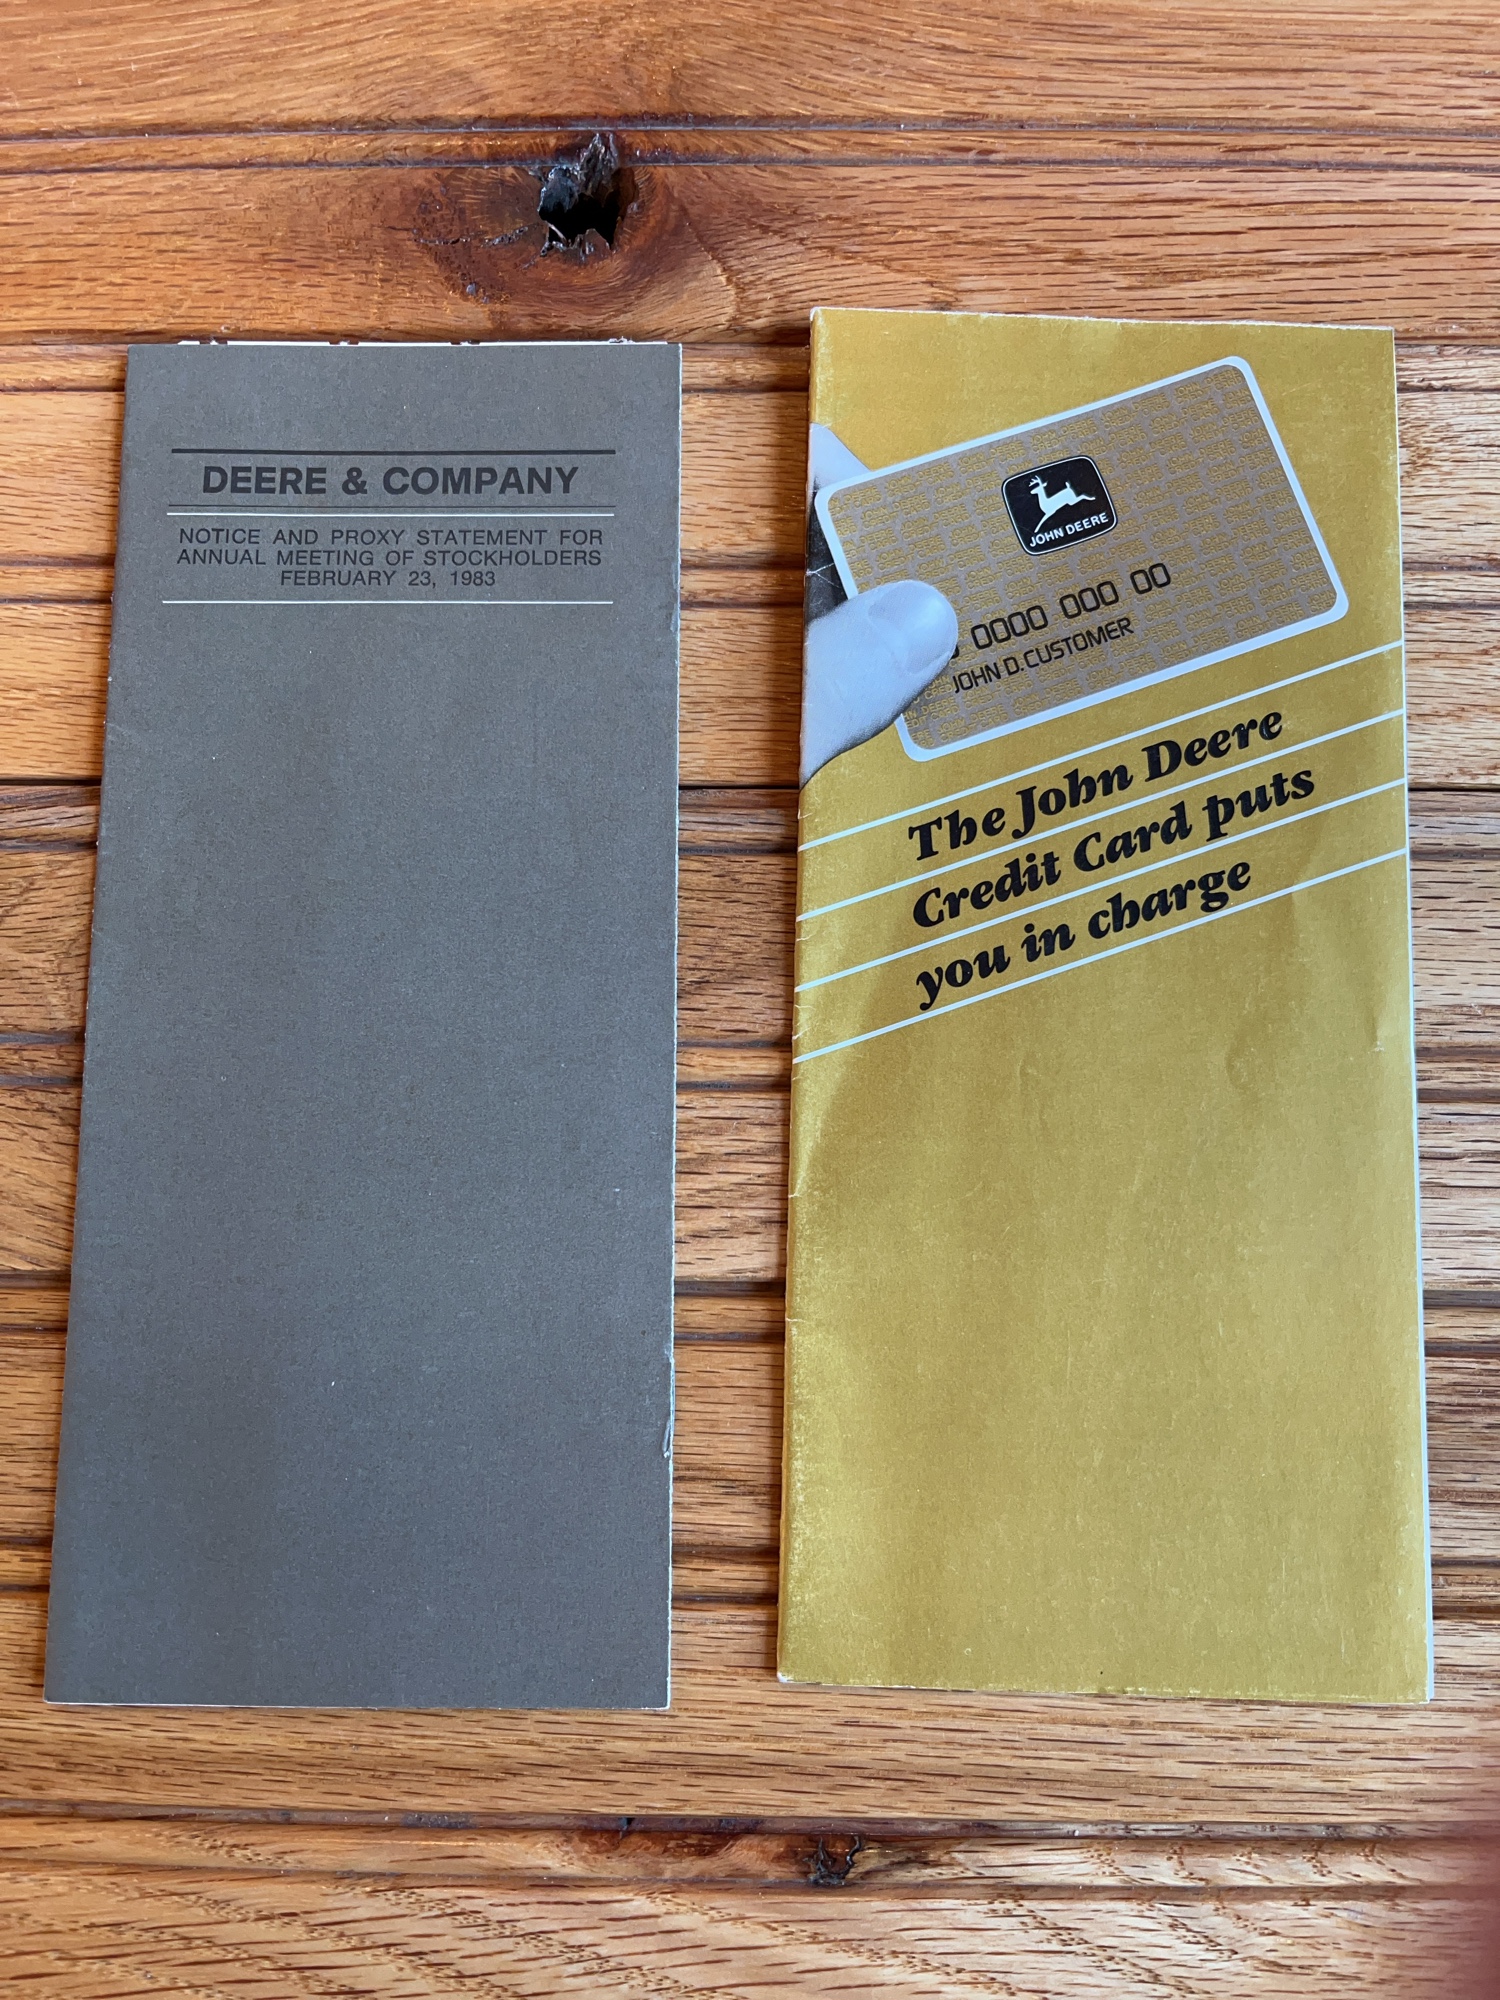 DEERE & COMPANY
NOTICE AND PROXY STATEMENT FOR
ANNUAL MEETING OF STOCKHOLDERS
FEBRUARY 23, 1983
JOHN DEERE
0000 000 00
JOHN D. CUSTOMER
The John Deere
Credit Card puts
you in charge